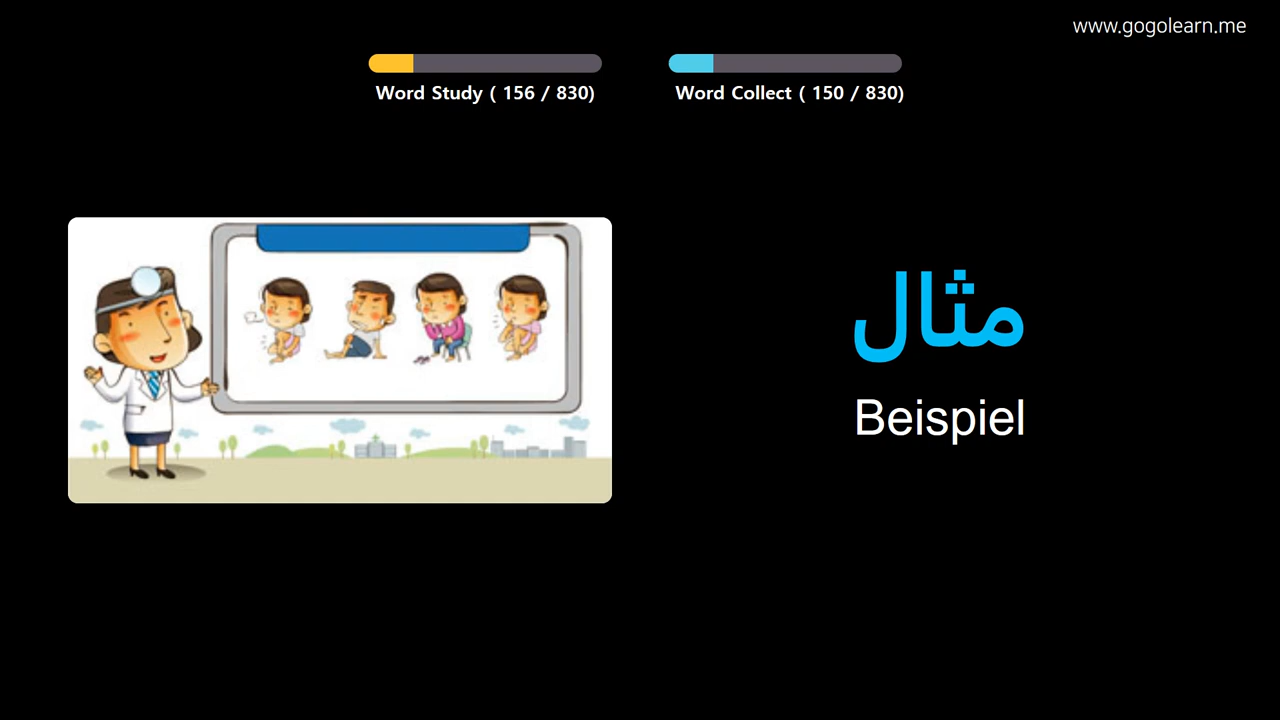 www.gogolearn.me
Word Study ( 156 / 830)
Word Collect ( 150 / 830)
مثال
Beispiel